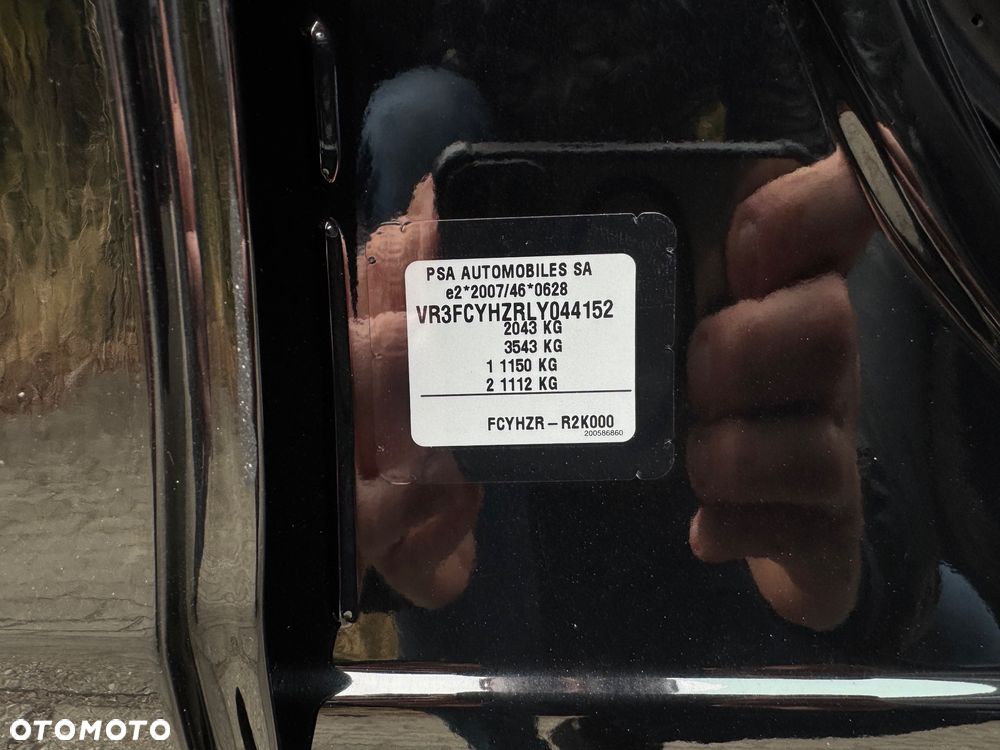 PSA AUTOMOBILES SA
e2*2007/46*0628
VR3FCYHZRLY044152
2043 KG
3543 KG
1 1150 KG
2 1112 KG
FCYHZR – R2K000
200586860
OTOMOTO